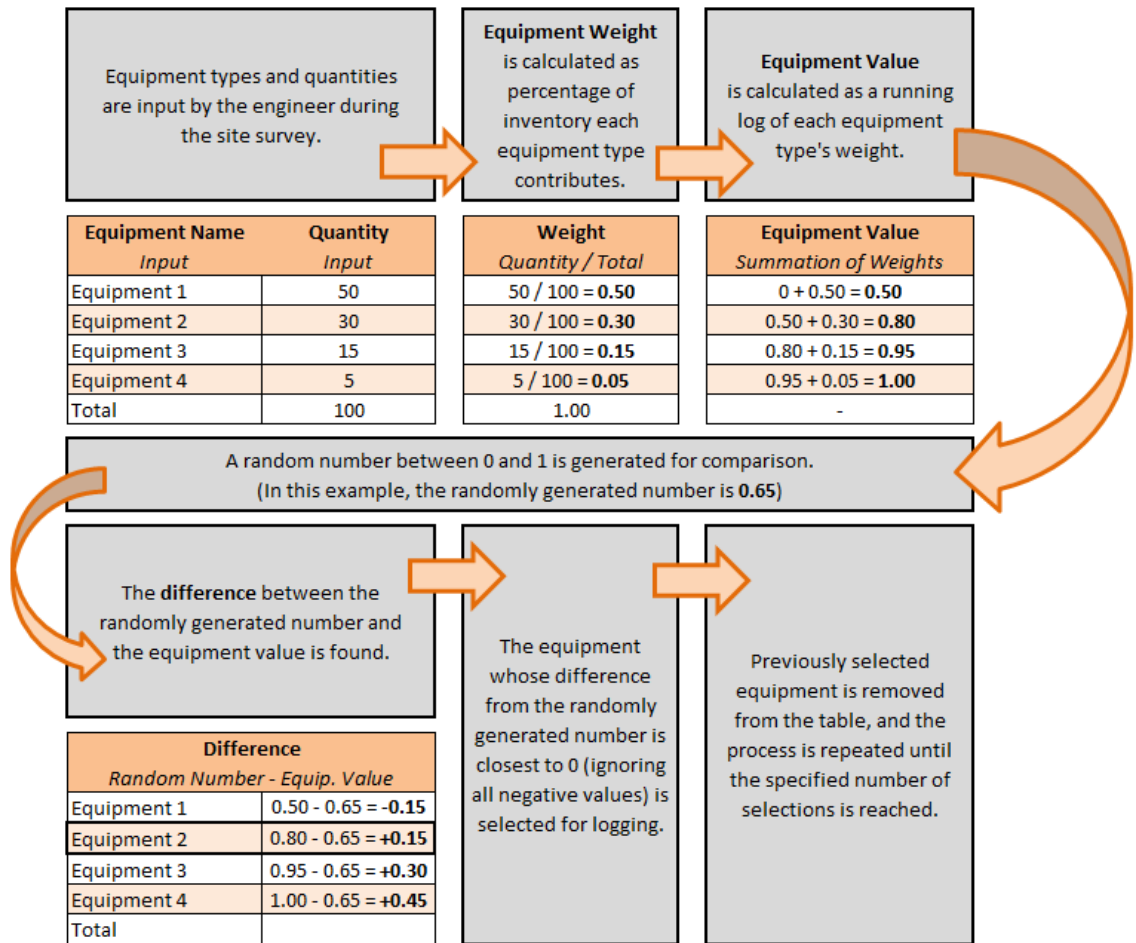 Equipment types and quantities
are input by the engineer during
the site survey.
Equipment Weight
is calculated as
percentage of
inventory each
equipment type
contributes.
Equipment Value
is calculated as a running
log of each equipment
type's weight.
Equipment Name Quantity
Input Input
Equipment 1 50
Equipment 2 30
Equipment 3 15
Equipment 4 5
Total 100
Weight
Quantity / Total
50 / 100 = 0.50
30 / 100 = 0.30
15 / 100 = 0.15
5 / 100 = 0.05
1.00
Equipment Value
Summation of Weights
0 + 0.50 = 0.50
0.50 + 0.30 = 0.80
0.80 + 0.15 = 0.95
0.95 + 0.05 = 1.00
-
A random number between 0 and 1 is generated for comparison.
(In this example, the randomly generated number is 0.65)
The difference between the
randomly generated number and
the equipment value is found.
Difference
Random Number - Equip. Value
Equipment 1 0.50 - 0.65 = -0.15
Equipment 2 0.80 - 0.65 = +0.15
Equipment 3 0.95 - 0.65 = +0.30
Equipment 4 1.00 - 0.65 = +0.45
Total
The equipment
whose difference
from the randomly
generated number is
closest to 0 (ignoring
all negative values) is
selected for logging.
Previously selected
equipment is removed
from the table, and the
process is repeated until
the specified number of
selections is reached.